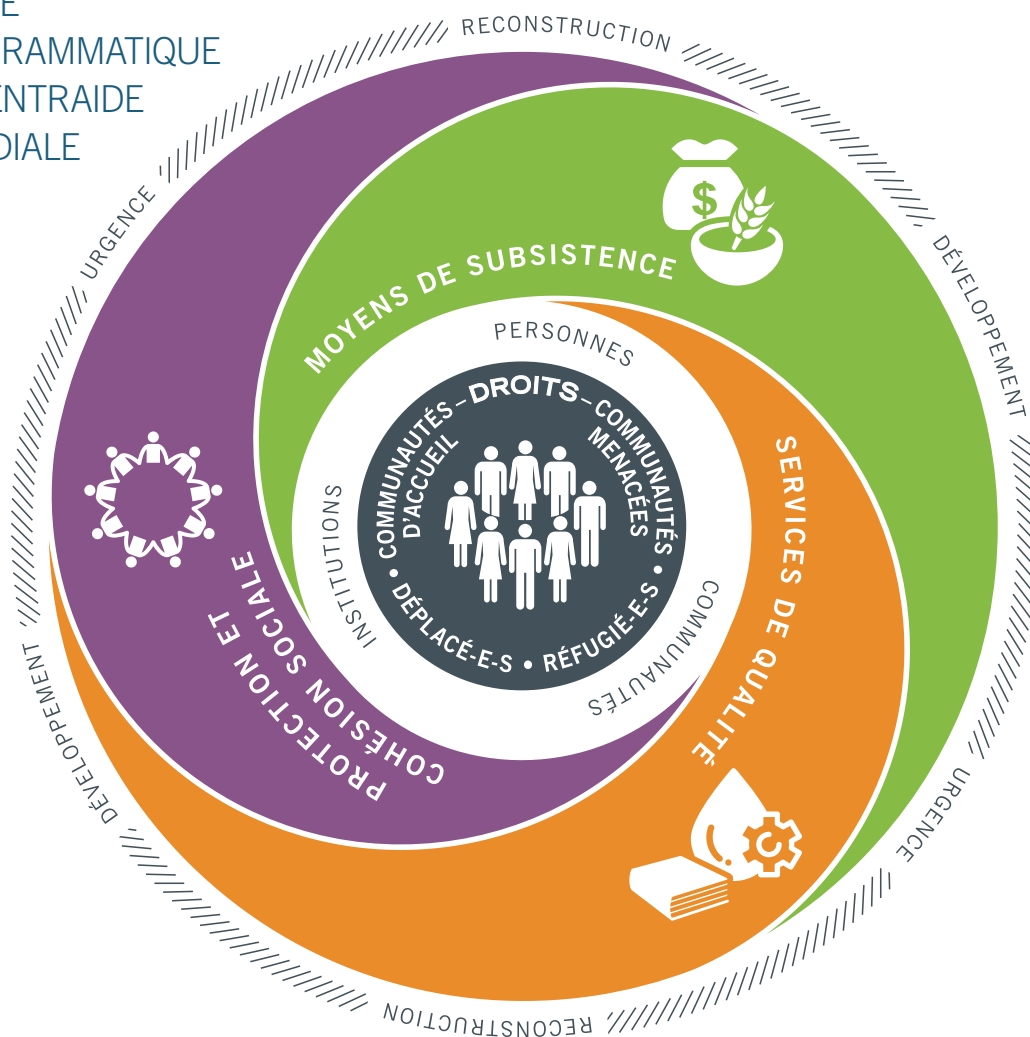 E
RAMMATIQUE
ENTRAIDE
DIALE
RECONSTRUCTION
DÉVELOPPEMENT
URGENCE
RECONSTRUCTION
DÉVELOPPEMENT
URGENCE
MOYENS DE SUBSISTENCE
$
SERVICES DE QUALITÉ
PROTECTION ET
COHÉSION SOCIALE
PERSONNES
COMMUNAUTÉS
INSTITUTIONS
COMMUNAUTÉS – DROITS – COMMUNAUTÉS
D'ACCUEIL
MENACÉES
• DÉPLACÉ-E-S • RÉFUGIÉ-E-S •